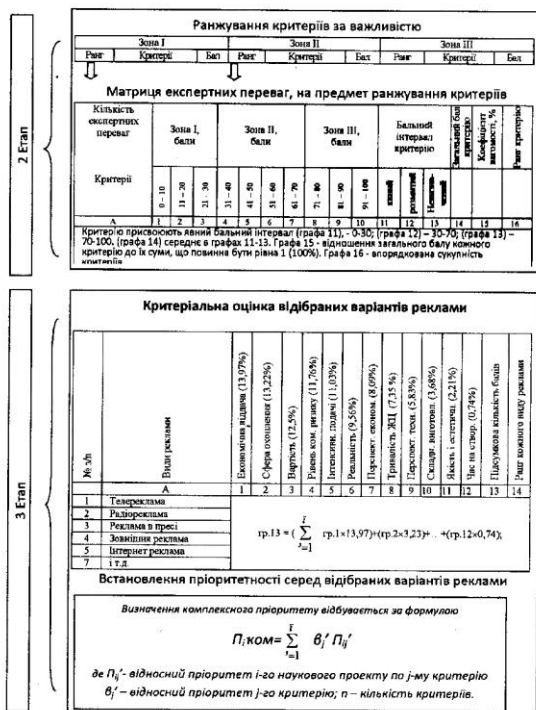 2 Етап
Ранжування критеріїв за важливістю
Зона I Зона II Зона III
Ранг Критерії Бал Ранг Критерії Бал Ранг Критерії Бал
Матриця експертних переваг, на предмет ранжування критеріїв
Кількість експертних переваг
Критерії
Зона I, бали
Зона II, бали
Зона III, бали
Бальний інтервал критерію
Загальний бал критерію
Коефіцієнт вагомості, %
Ранг критерію
0 – 10
11 – 20
21 - 30
31 – 40
41 – 50
51 – 60
61 – 70
71 – 80
81 – 90
91 – 100
явний
розмитий
А 1 2 3 4 5 6 7 8 9 10 11 12 13 14 15 16
Критерію присвоюють явний бальний інтервал (графа 11), - 0-30; (графа 12) – 30-70; (графа 13) –
70-100. (графа 14) середнє в графах 11-13. Графа 15 - відношення загального балу кожного
критерію до їх суми, що повинна бути рівна 1 (100%). Графа 16 - впорядкована сукупність
критеріїв
3 Етап
Критеріальна оцінка відібраних варіантів реклами
№ з/п
Види реклами
Економічна віддача (13,97%)
Сфера охоплення (13,22%)
Вартість (12,5%)
Рівень ком. ризику (11,76%)
Інтенсивн. подачі (11,03%)
Реальність (9,56%)
Перспект. економ. (8,09%)
Тривалість ЖЦ (7,35 %)
Перспект. техн. (5,83%)
Складн. виготовл. (3,68%)
Якість і естетичн. (2,21%)
Час на створ. (0,74%)
Підсумкова кількість балів
Ранг кожного виду реклами
А 1 2 3 4 5 6 7 8 9 10 11 12 13 14
1 Телереклама
2 Радіореклама
3 Реклама в пресі
4 Зовнішня реклама
5 Інтернет реклама
7 і т.д.
гр.13 = ( ∑ гр.1×13,97)+(гр.2×3,23)+. . +(гр.12×0,74);
Встановлення пріоритетності серед відібраних варіантів реклами
Визначення комплексного пріоритету відбувається за формулою
Пᵢком= ∑ вⱼ′ Пᵢⱼ′
де Пᵢⱼ′- відносний пріоритет i-го наукового проекту по j-му критерію
вⱼ′ – відносний пріоритет j-го критерію; n – кількість критеріїв.